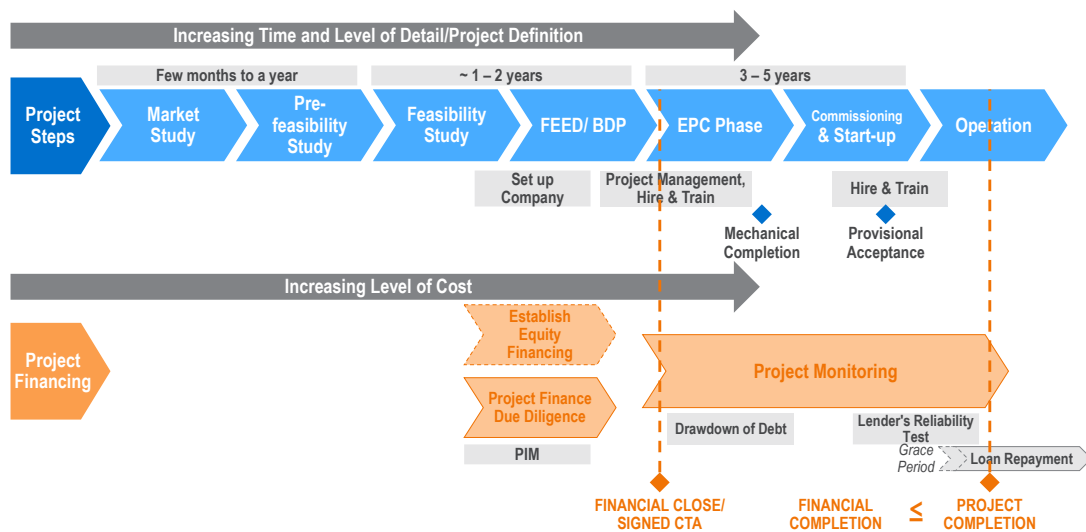 Increasing Time and Level of Detail/Project Definition
Few months to a year
~ 1 – 2 years
3 – 5 years
Project
Steps
Market
Study
Pre-
feasibility
Study
Feasibility
Study
FEED/ BDP
EPC Phase
Commissioning
& Start-up
Operation
Set up
Company
Project Management,
Hire & Train
Hire & Train
Mechanical
Completion
Provisional
Acceptance
Increasing Level of Cost
Project
Financing
Establish
Equity
Financing
Project Finance
Due Diligence
PIM
Project Monitoring
Drawdown of Debt
Lender's Reliability
Test
Grace
Period
Loan Repayment
FINANCIAL CLOSE/
SIGNED CTA
FINANCIAL
COMPLETION
≤
PROJECT
COMPLETION